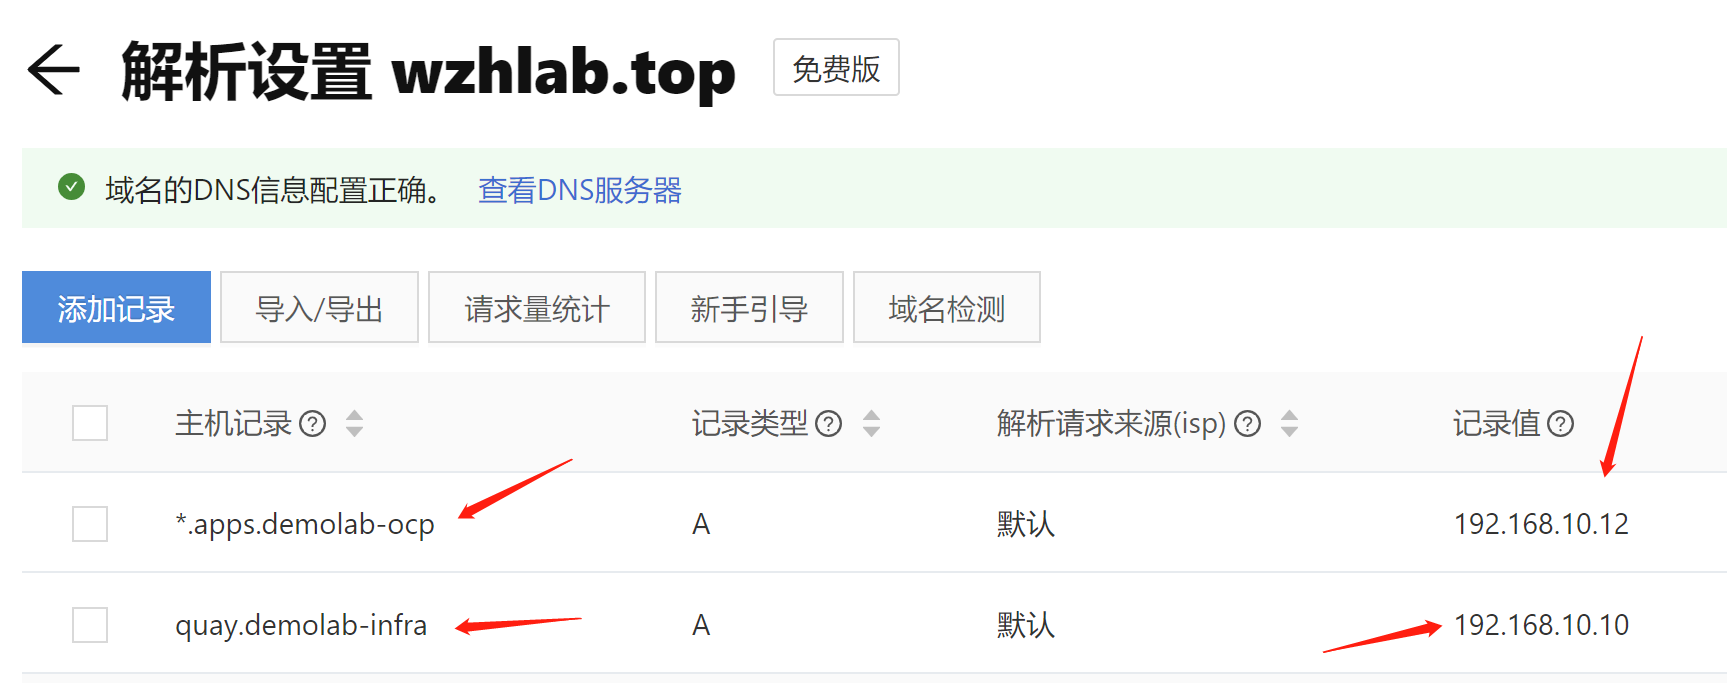 解析设置 wzhlab.top 免费版
域名的DNS信息配置正确。 查看DNS服务器
添加记录 导入/导出 请求量统计 新手引导 域名检测
主机记录 ? 记录类型 ? 解析请求来源(isp) ? 记录值 ?
*.apps.demolab-ocp A 默认 192.168.10.12
quay.demolab-infra A 默认 192.168.10.10